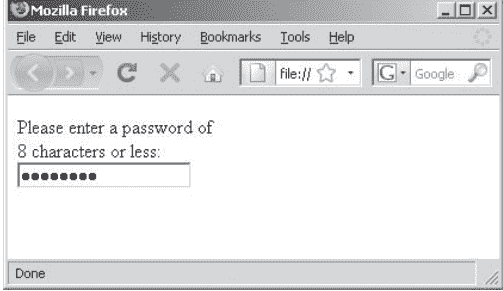 Mozilla Firefox
File Edit View History Bookmarks Tools Help
file:// G Google
Please enter a password of
8 characters or less:
●●●●●●●●
Done